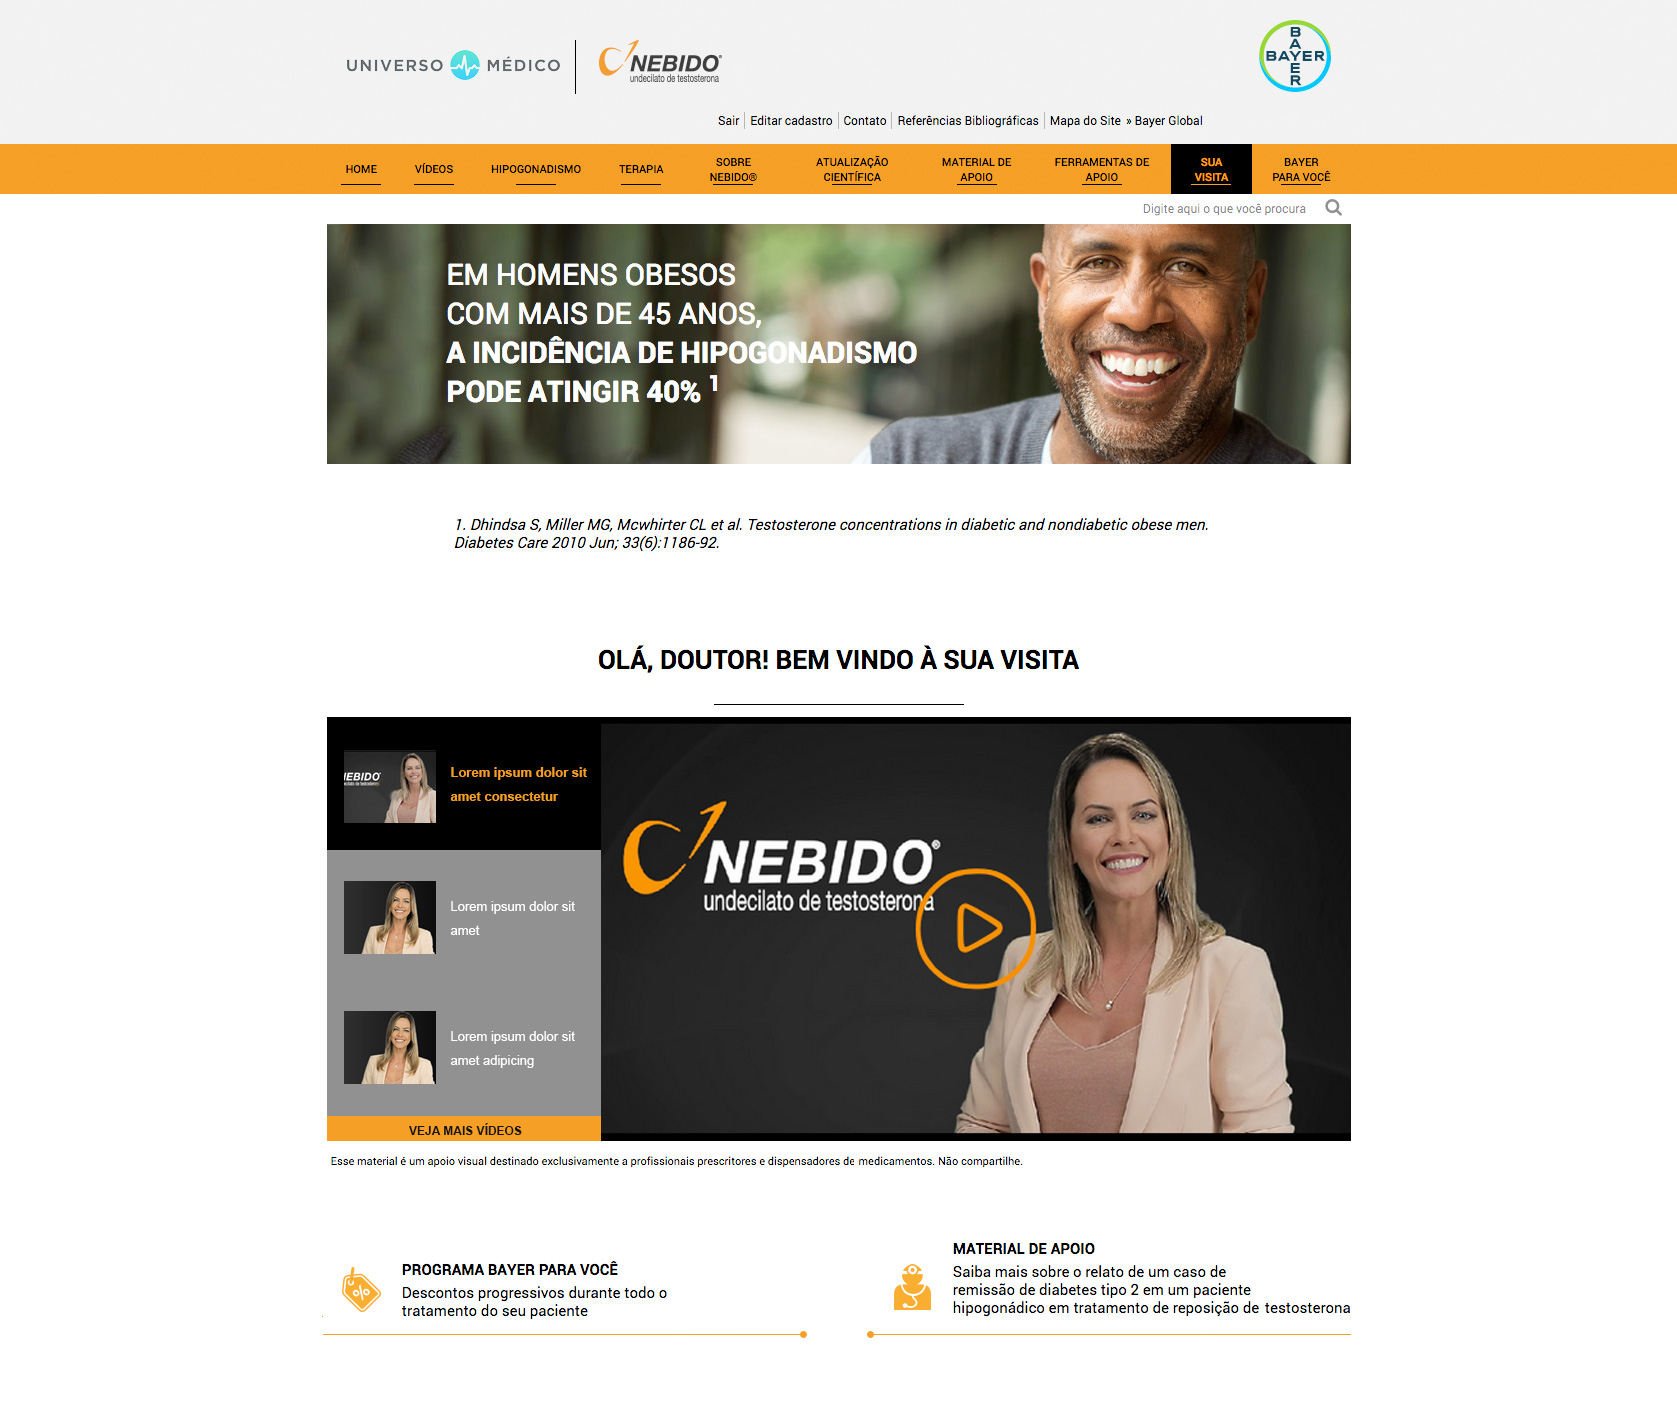 UNIVERSO MÉDICO
NEBIDO®
undecilato de testosterona
BAYER
BAYER
Sair Editar cadastro Contato Referências Bibliográficas Mapa do Site » Bayer Global
HOME VÍDEOS HIPOGONADISMO TERAPIA SOBRE NEBIDO® ATUALIZAÇÃO CIENTÍFICA MATERIAL DE APOIO FERRAMENTAS DE APOIO SUA VISITA BAYER PARA VOCÊ
Digite aqui o que você procura
EM HOMENS OBESOS
COM MAIS DE 45 ANOS,
A INCIDÊNCIA DE HIPOGONADISMO
PODE ATINGIR 40% 1
1. Dhindsa S, Miller MG, Mcwhirter CL et al. Testosterone concentrations in diabetic and nondiabetic obese men.
Diabetes Care 2010 Jun; 33(6):1186-92.
OLÁ, DOUTOR! BEM VINDO À SUA VISITA
NEBIDO
undecilato de testosterona
Lorem ipsum dolor sit
amet consectetur
Lorem ipsum dolor sit
amet
Lorem ipsum dolor sit
amet adipicing
VEJA MAIS VÍDEOS
NEBIDO®
undecilato de testosterona
Esse material é um apoio visual destinado exclusivamente a profissionais prescritores e dispensadores de medicamentos. Não compartilhe.
%
PROGRAMA BAYER PARA VOCÊ
Descontos progressivos durante todo o
tratamento do seu paciente
MATERIAL DE APOIO
Saiba mais sobre o relato de um caso de
remissão de diabetes tipo 2 em um paciente
hipogonádico em tratamento de reposição de testosterona